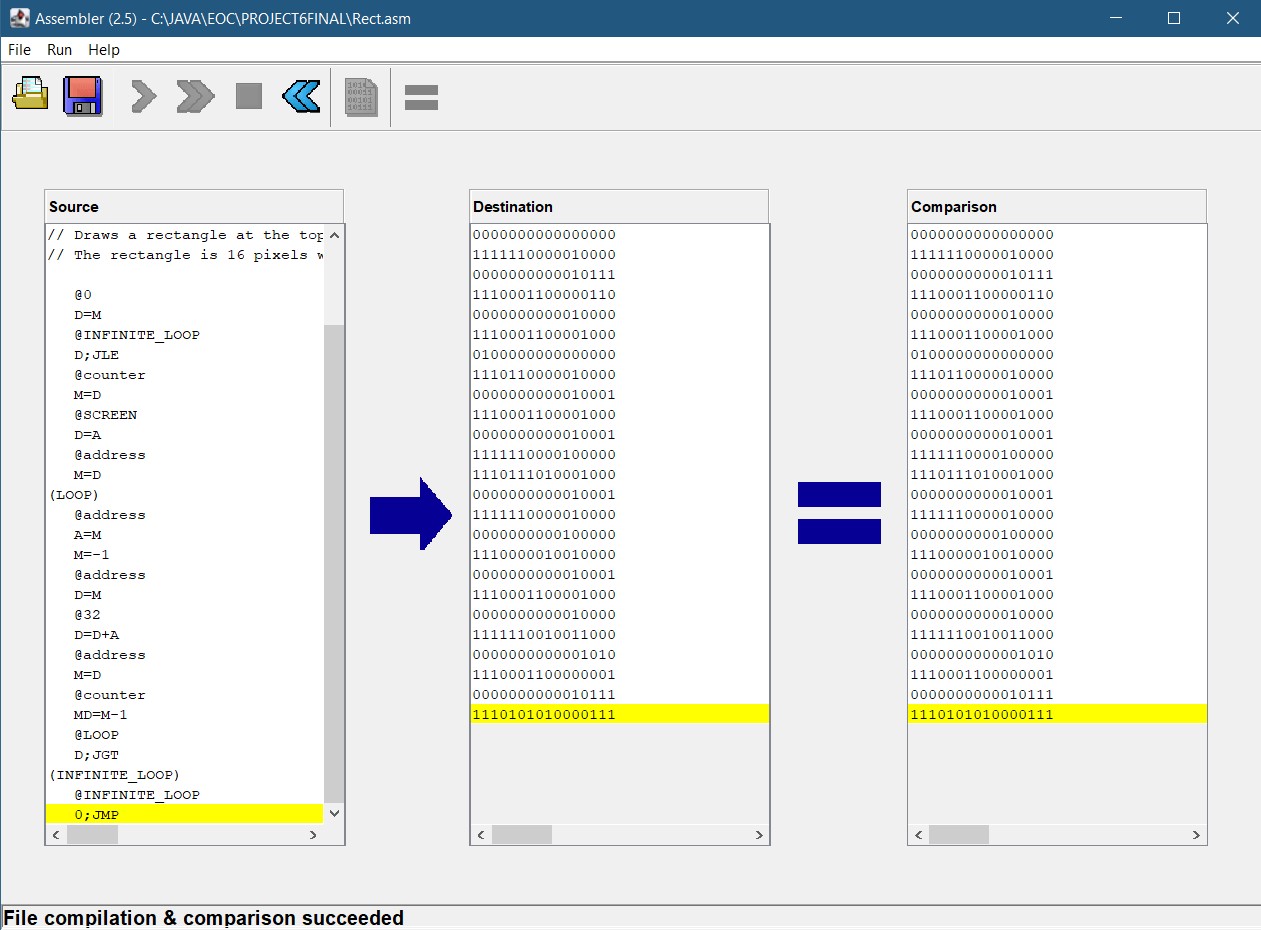 Assembler (2.5) - C:\JAVA\EOC\PROJECT6FINAL\Rect.asm
File Run Help
Source
// Draws a rectangle at the top
// The rectangle is 16 pixels w
@0
D=M
@INFINITE_LOOP
D;JLE
@counter
M=D
@SCREEN
D=A
@address
M=D
(LOOP)
@address
A=M
M=-1
@address
D=M
@32
D=D+A
@address
M=D
@counter
MD=M-1
@LOOP
D;JGT
(INFINITE_LOOP)
@INFINITE_LOOP
0;JMP
Destination
0000000000000000
1111110000010000
0000000000010111
1110001100000110
0000000000010000
1110001100001000
0100000000000000
1110110000010000
0000000000010001
1110001100001000
0000000000010001
1111110000100000
1110111010001000
0000000000010001
1111110000010000
0000000000100000
1110000010010000
0000000000010001
1110001100001000
0000000000010000
1111110010011000
0000000000001010
1110001100000001
0000000000010111
1110101010000111
Comparison
0000000000000000
1111110000010000
0000000000010111
1110001100000110
0000000000010000
1110001100001000
0100000000000000
1110110000010000
0000000000010001
1110001100001000
0000000000010001
1111110000100000
1110111010001000
0000000000010001
1111110000010000
0000000000100000
1110000010010000
0000000000010001
1110001100001000
0000000000010000
1111110010011000
0000000000001010
1110001100000001
0000000000010111
1110101010000111
File compilation & comparison succeeded